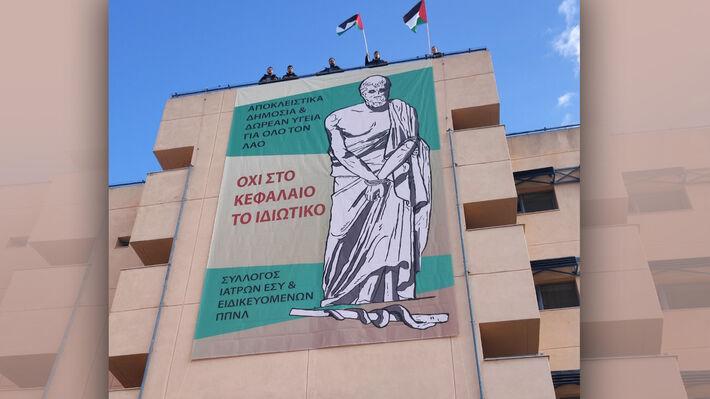 ΑΠΟΚΛΕΙΣΤΙΚΑ
ΔΗΜΟΣΙΑ &
ΔΩΡΕΑΝ ΥΓΕΙΑ
ΓΙΑ ΟΛΟ ΤΟΝ
ΛΑΟ
ΟΧΙ ΣΤΟ
ΚΕΦΑΛΑΙΟ
ΤΟ ΙΔΙΩΤΙΚΟ
ΣΥΛΛΟΓΟΣ
ΙΑΤΡΩΝ ΕΣΥ &
ΕΙΔΙΚΕΥΟΜΕΝΩΝ
ΠΠΝΛ